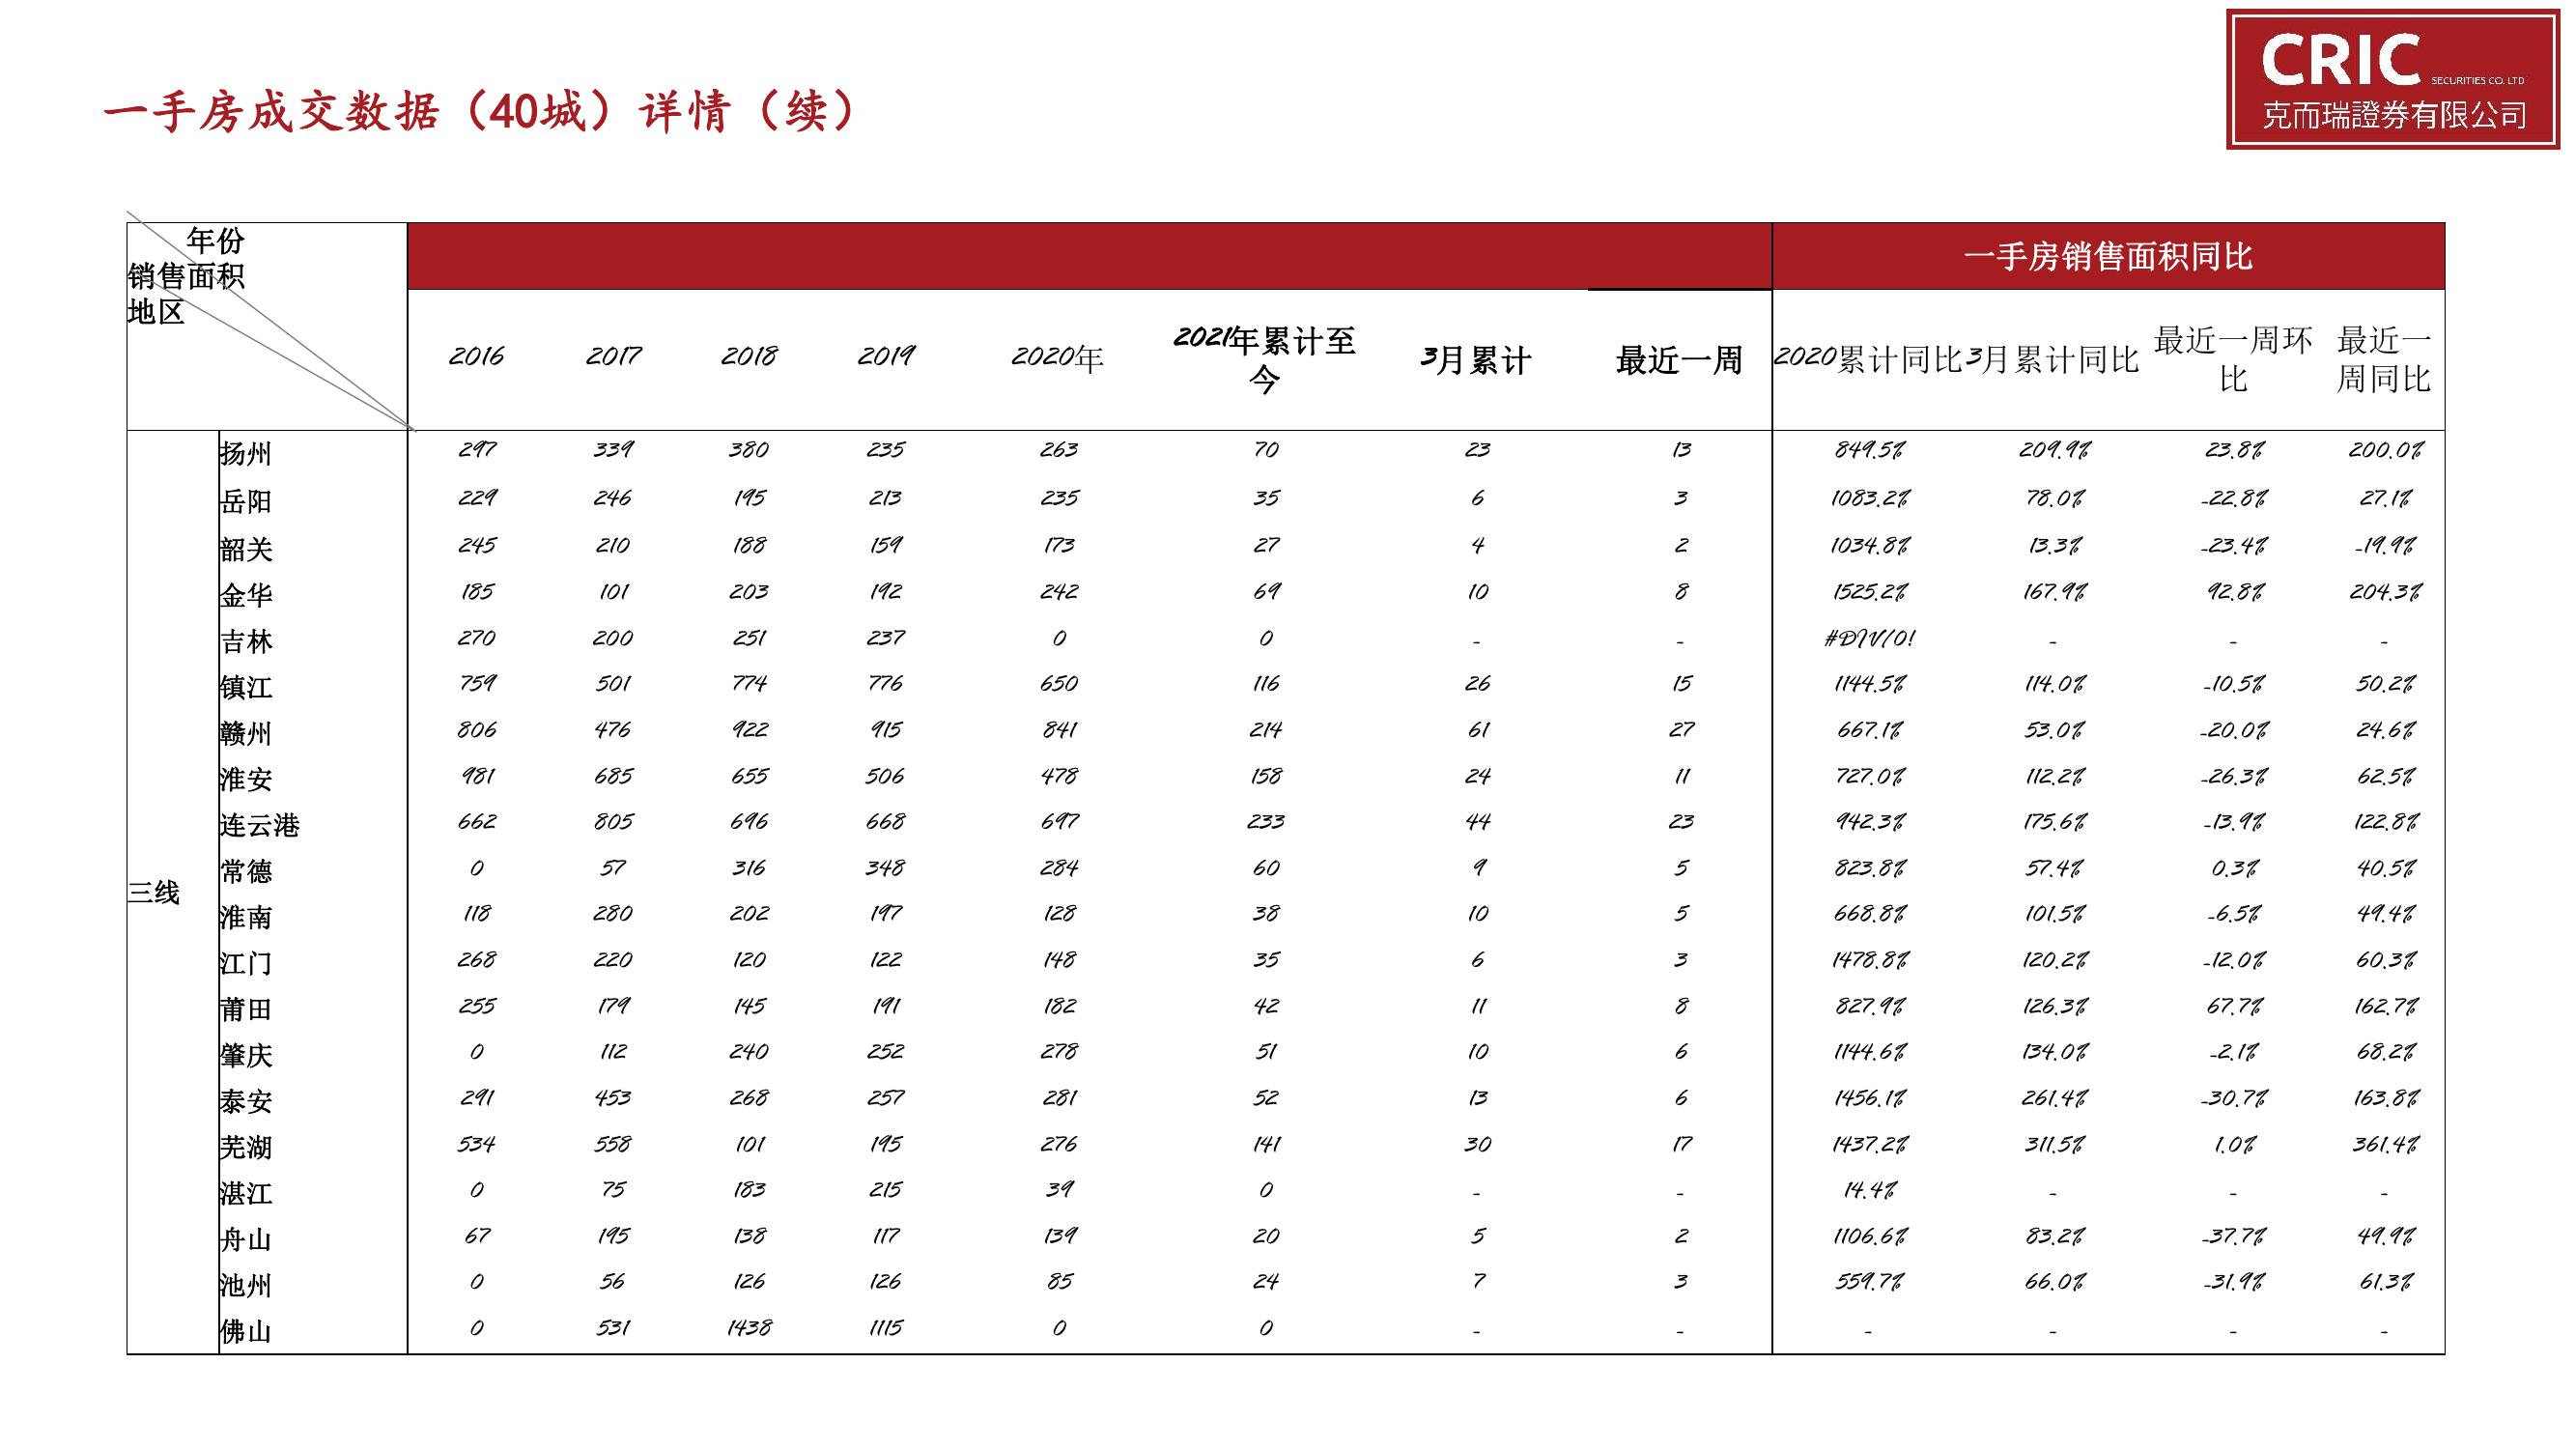 CRIC SECURITIES CO. LTD
克而瑞證券有限公司
一手房成交数据（40城）详情（续）
年份
销售面积
地区
一手房销售面积同比
2016 2017 2018 2019 2020年 2021年累计至今 3月累计 最近一周 2020累计同比 3月累计同比 最近一周环比 最近一周同比
三线
扬州 297 339 380 235 263 70 23 13 849.5% 209.9% 23.8% 200.0%
岳阳 229 246 195 213 235 35 6 3 1083.2% 78.0% -22.8% 27.1%
韶关 245 210 188 159 173 27 4 2 1034.8% 13.3% -23.4% -19.9%
金华 185 101 203 192 242 69 10 8 1525.2% 167.9% 92.8% 204.3%
吉林 270 200 251 237 0 0 - - #DIV/0! - - -
镇江 759 501 774 776 650 116 26 15 1144.5% 114.0% -10.5% 50.2%
赣州 806 476 922 915 841 214 61 27 667.1% 53.0% -20.0% 24.6%
淮安 981 685 655 506 478 158 24 11 727.0% 112.2% -26.3% 62.5%
连云港 662 805 696 668 697 233 44 23 942.3% 175.6% -13.9% 122.8%
常德 0 57 316 348 284 60 9 5 823.8% 57.4% 0.3% 40.5%
淮南 118 280 202 197 128 38 10 5 668.8% 101.5% -6.5% 49.4%
江门 268 220 120 122 148 35 6 3 1478.8% 120.2% -12.0% 60.3%
莆田 255 179 145 191 182 42 11 8 827.9% 126.3% 67.7% 162.7%
肇庆 0 112 240 252 278 51 10 6 1144.6% 134.0% -2.1% 68.2%
泰安 291 453 268 257 281 52 13 6 1456.1% 261.4% -30.7% 163.8%
芜湖 534 558 101 195 276 141 30 17 1437.2% 311.5% 1.0% 361.4%
湛江 0 75 183 215 39 0 - - 14.4% - - -
舟山 67 195 138 117 139 20 5 2 1106.6% 83.2% -37.7% 49.9%
池州 0 56 126 126 85 24 7 3 559.7% 66.0% -31.9% 61.3%
佛山 0 531 1438 1115 0 0 - - - - - -